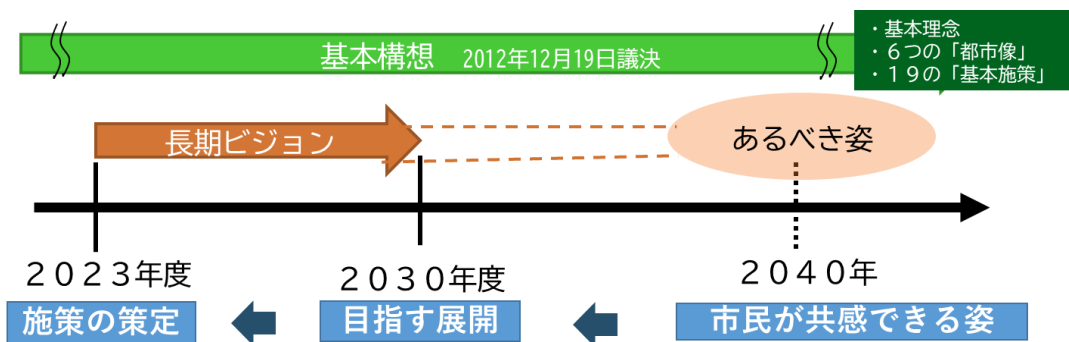 基本構想 2012年12月19日議決
・基本理念
・６つの「都市像」
・１９の「基本施策」
長期ビジョン
あるべき姿
２０２３年度
２０３０年度
２０４０年
施策の策定
目指す展開
市民が共感できる姿